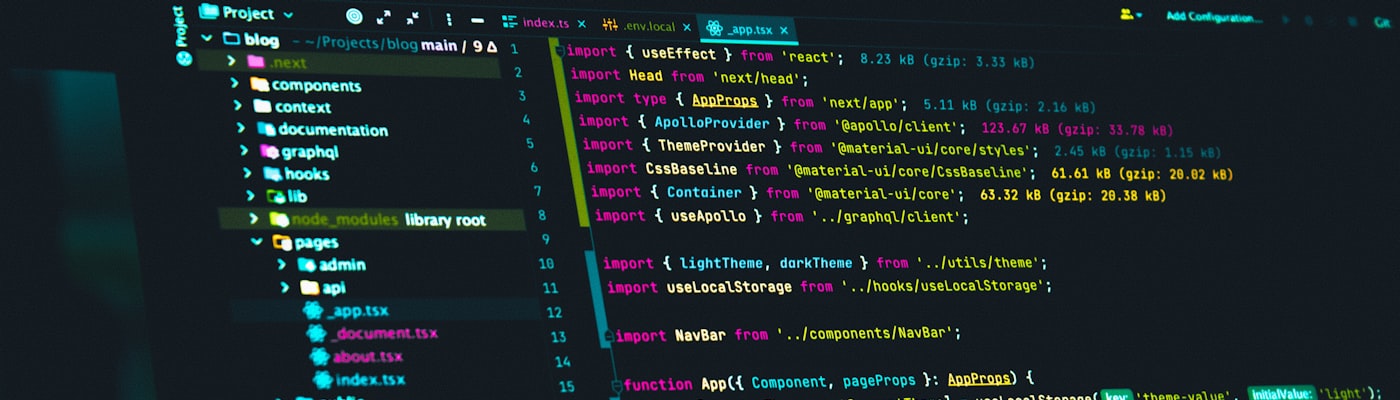 Project
Project
index.ts
.env.local
_app.tsx
Add Configuration...
Git
blog ~/Projects/blog main / 9 Δ
.next
components
context
documentation
graphql
hooks
lib
node_modules library root
pages
admin
api
_app.tsx
_document.tsx
about.tsx
index.tsx
1 import { useEffect } from 'react'; 8.23 kB (gzip: 3.33 kB)
2 import Head from 'next/head';
3 import type { AppProps } from 'next/app'; 5.11 kB (gzip: 2.16 kB)
4 import { ApolloProvider } from '@apollo/client'; 123.67 kB (gzip: 33.78 kB)
5 import { ThemeProvider } from '@material-ui/core/styles'; 2.45 kB (gzip: 1.15 kB)
6 import CssBaseline from '@material-ui/core/CssBaseline'; 61.61 kB (gzip: 20.02 kB)
7 import { Container } from '@material-ui/core'; 63.32 kB (gzip: 20.38 kB)
8 import { useApollo } from '../graphql/client';
9
10 import { lightTheme, darkTheme } from '../utils/theme';
11 import useLocalStorage from '../hooks/useLocalStorage';
12
13 import NavBar from '../components/NavBar';
14
15 function App({ Component, pageProps }: AppProps) {
useLocalStorage( key: 'theme-value', initialValue: 'light');